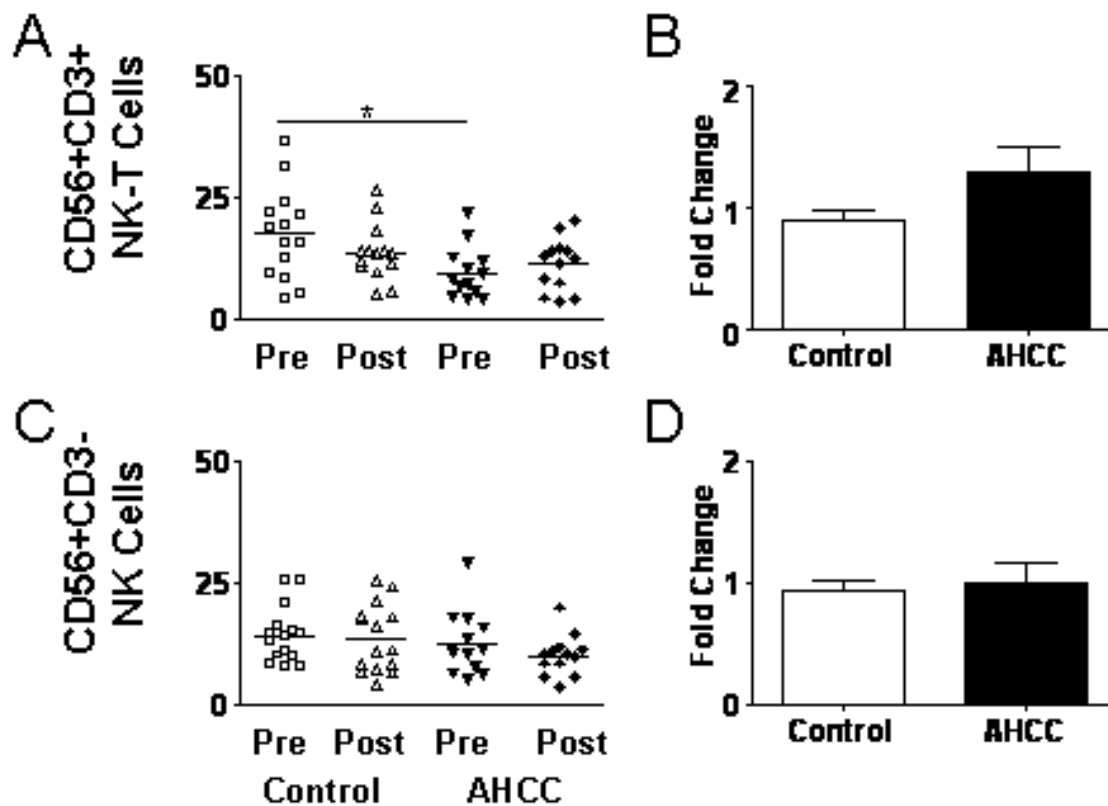 A
CD56+CD3+
NK-T Cells
50
25
0
*
Pre Post Pre Post
B
Fold Change
2
1
0
Control AHCC
C
CD56+CD3-
NK Cells
50
25
0
Pre Post Pre Post
Control AHCC
D
Fold Change
2
1
0
Control AHCC